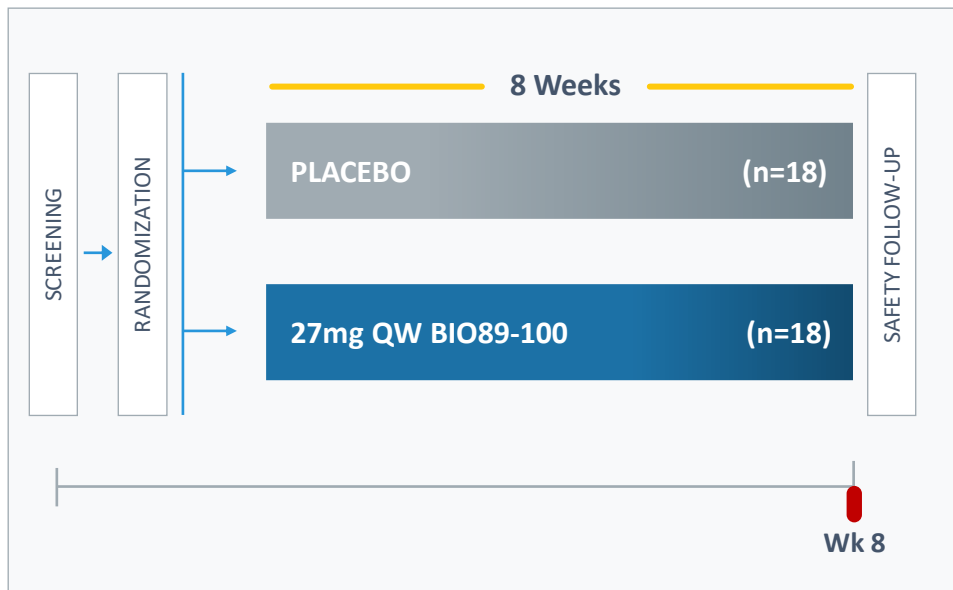 8 Weeks
SCREENING
RANDOMIZATION
PLACEBO (n=18)
27mg QW BIO89-100 (n=18)
SAFETY FOLLOW-UP
Wk 8